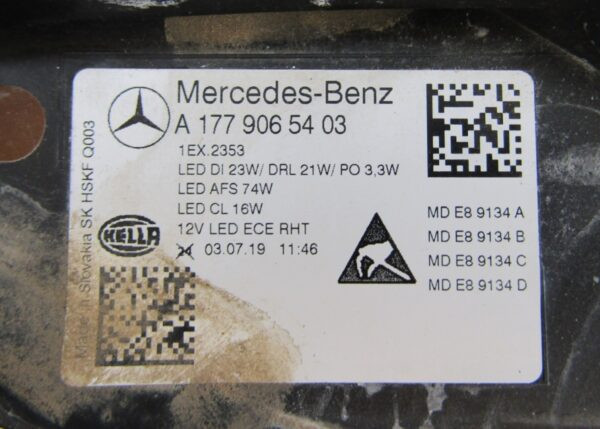 Mercedes-Benz
A 177 906 54 03
1EX.2353
LED DI 23W/ DRL 21W/ PO 3,3W
LED AFS 74W
LED CL 16W
12V LED ECE RHT
24 03.07.19 11:46
HELLA
MD E8 9134 A
MD E8 9134 B
MD E8 9134 C
MD E8 9134 D
Made in Slovakia SK HSKF Q003